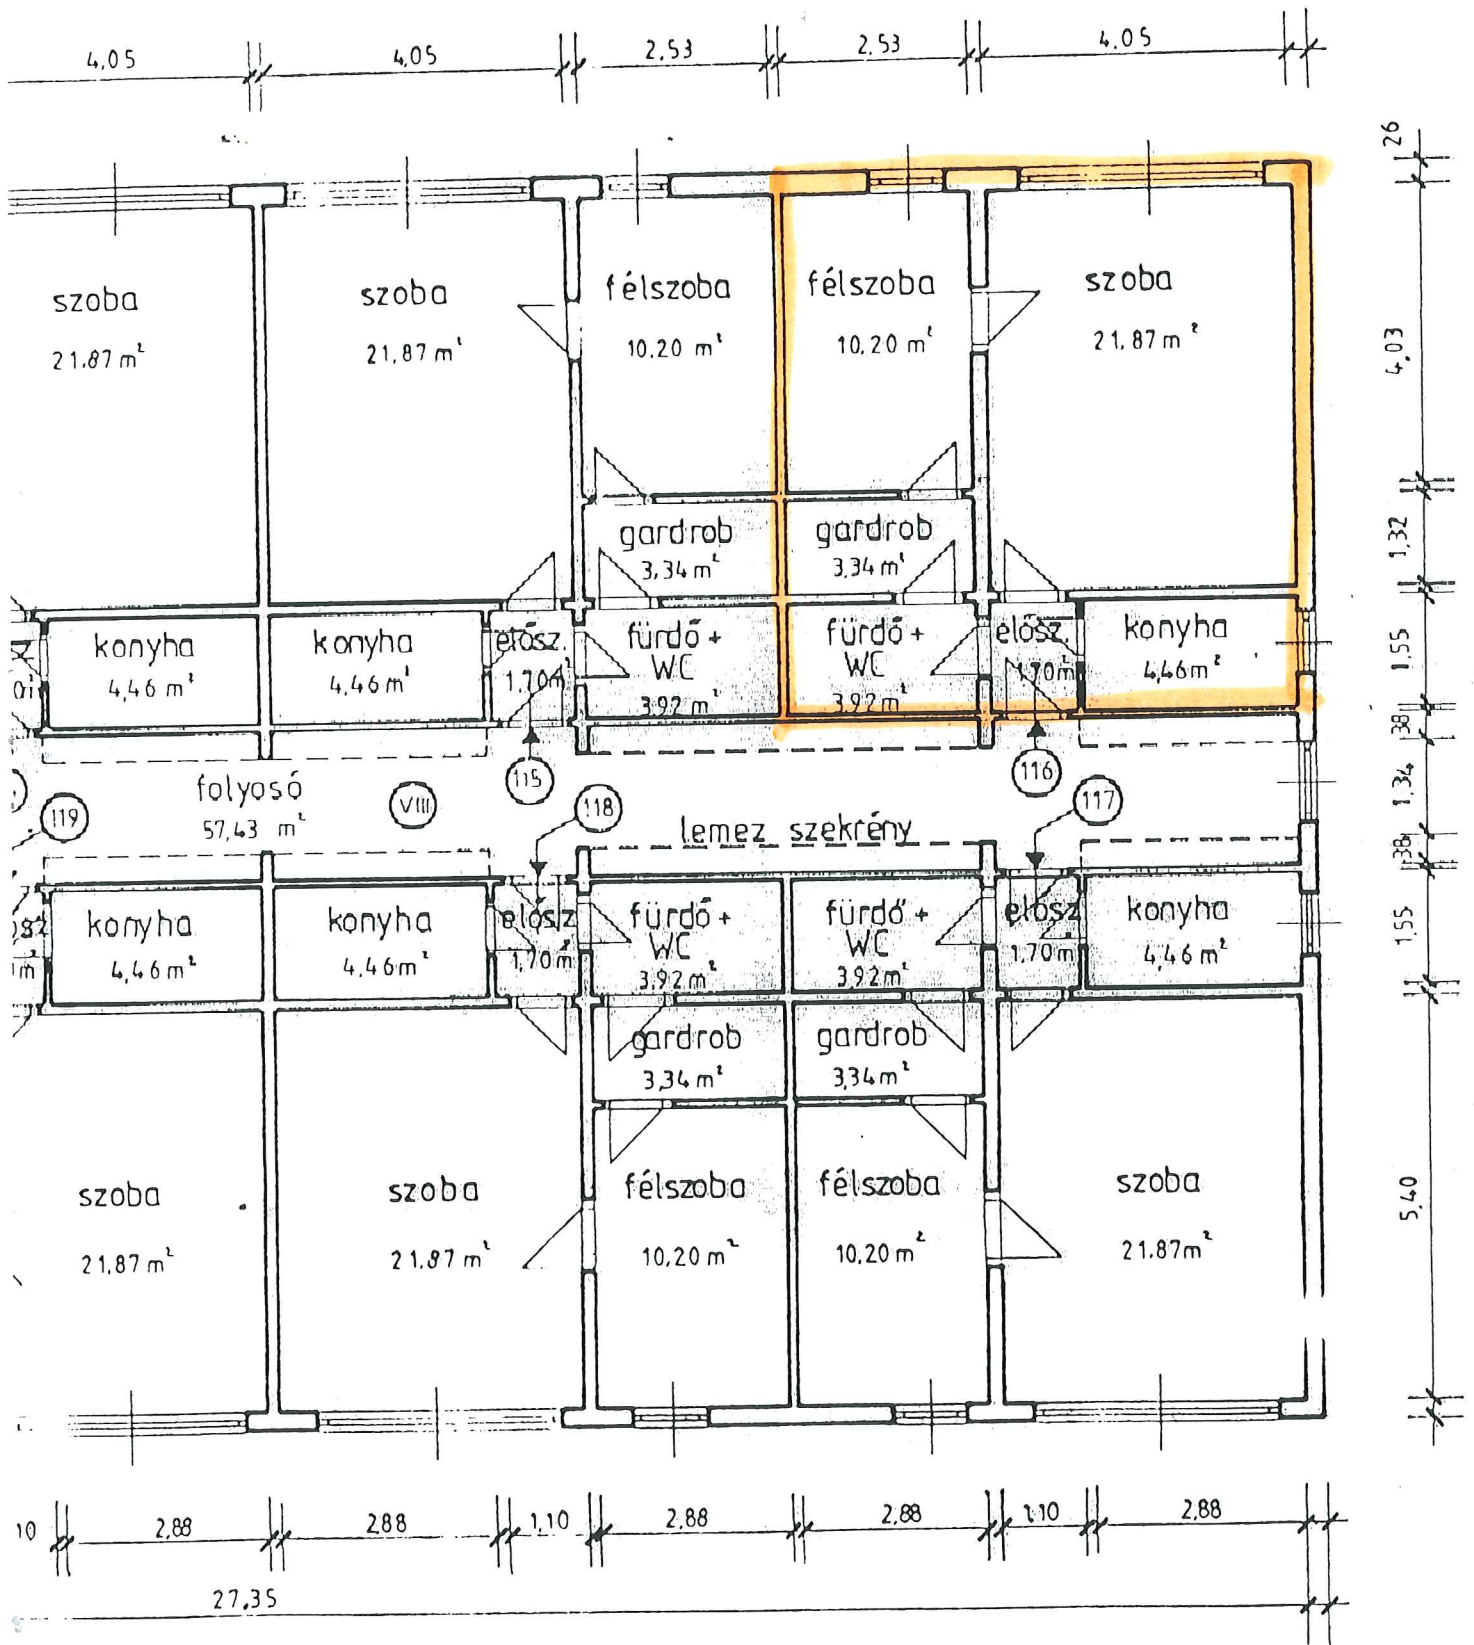 4,05 4,05 2,53 2,53 4,05
26
szoba szoba félszoba félszoba szoba
21,87 m² 21,87 m² 10,20 m² 10,20 m² 21,87 m²
4,03
gardrob gardrob
3,34 m² 3,34 m²
1,32
konyha konyha elősz. fürdő + fürdő + elősz. konyha
WC WC
4,46 m² 4,46 m² 1,70 m² 3,92 m² 3,92 m² 1,70 m² 4,46 m²
1,55
38
115 116
folyosó VIII 118 117
119 57,43 m² lemez szekrény
1,34
38
konyha konyha elősz fürdő + fürdő + elősz konyha
WC WC
4,46 m² 4,46 m² 1,70 m² 3,92 m² 3,92 m² 1,70 m² 4,46 m²
1,55
gardrob gardrob
3,34 m² 3,34 m²
szoba szoba félszoba félszoba szoba
21,87 m² 21,87 m² 10,20 m² 10,20 m² 21,87 m²
5,40
10 2,88 2,88 1,10 2,88 2,88 1,10 2,88
27,35